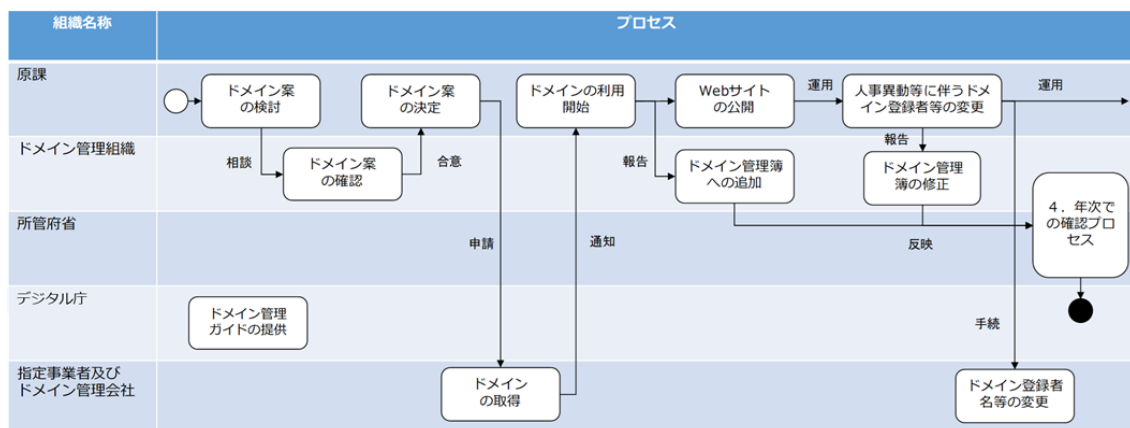 組織名称
プロセス
原課
ドメイン案
の検討
ドメイン案
の決定
ドメインの利用
開始
Webサイト
の公開
運用
人事異動等に伴うドメ
イン登録者等の変更
運用
ドメイン管理組織
相談
ドメイン案
の確認
合意
報告
ドメイン管理簿
への追加
報告
ドメイン管理
簿の修正
所管府省
申請
通知
反映
4．年次で
の確認プロ
セス
デジタル庁
ドメイン管理
ガイドの提供
手続
指定事業者及び
ドメイン管理会社
ドメイン
の取得
ドメイン登録者
名等の変更